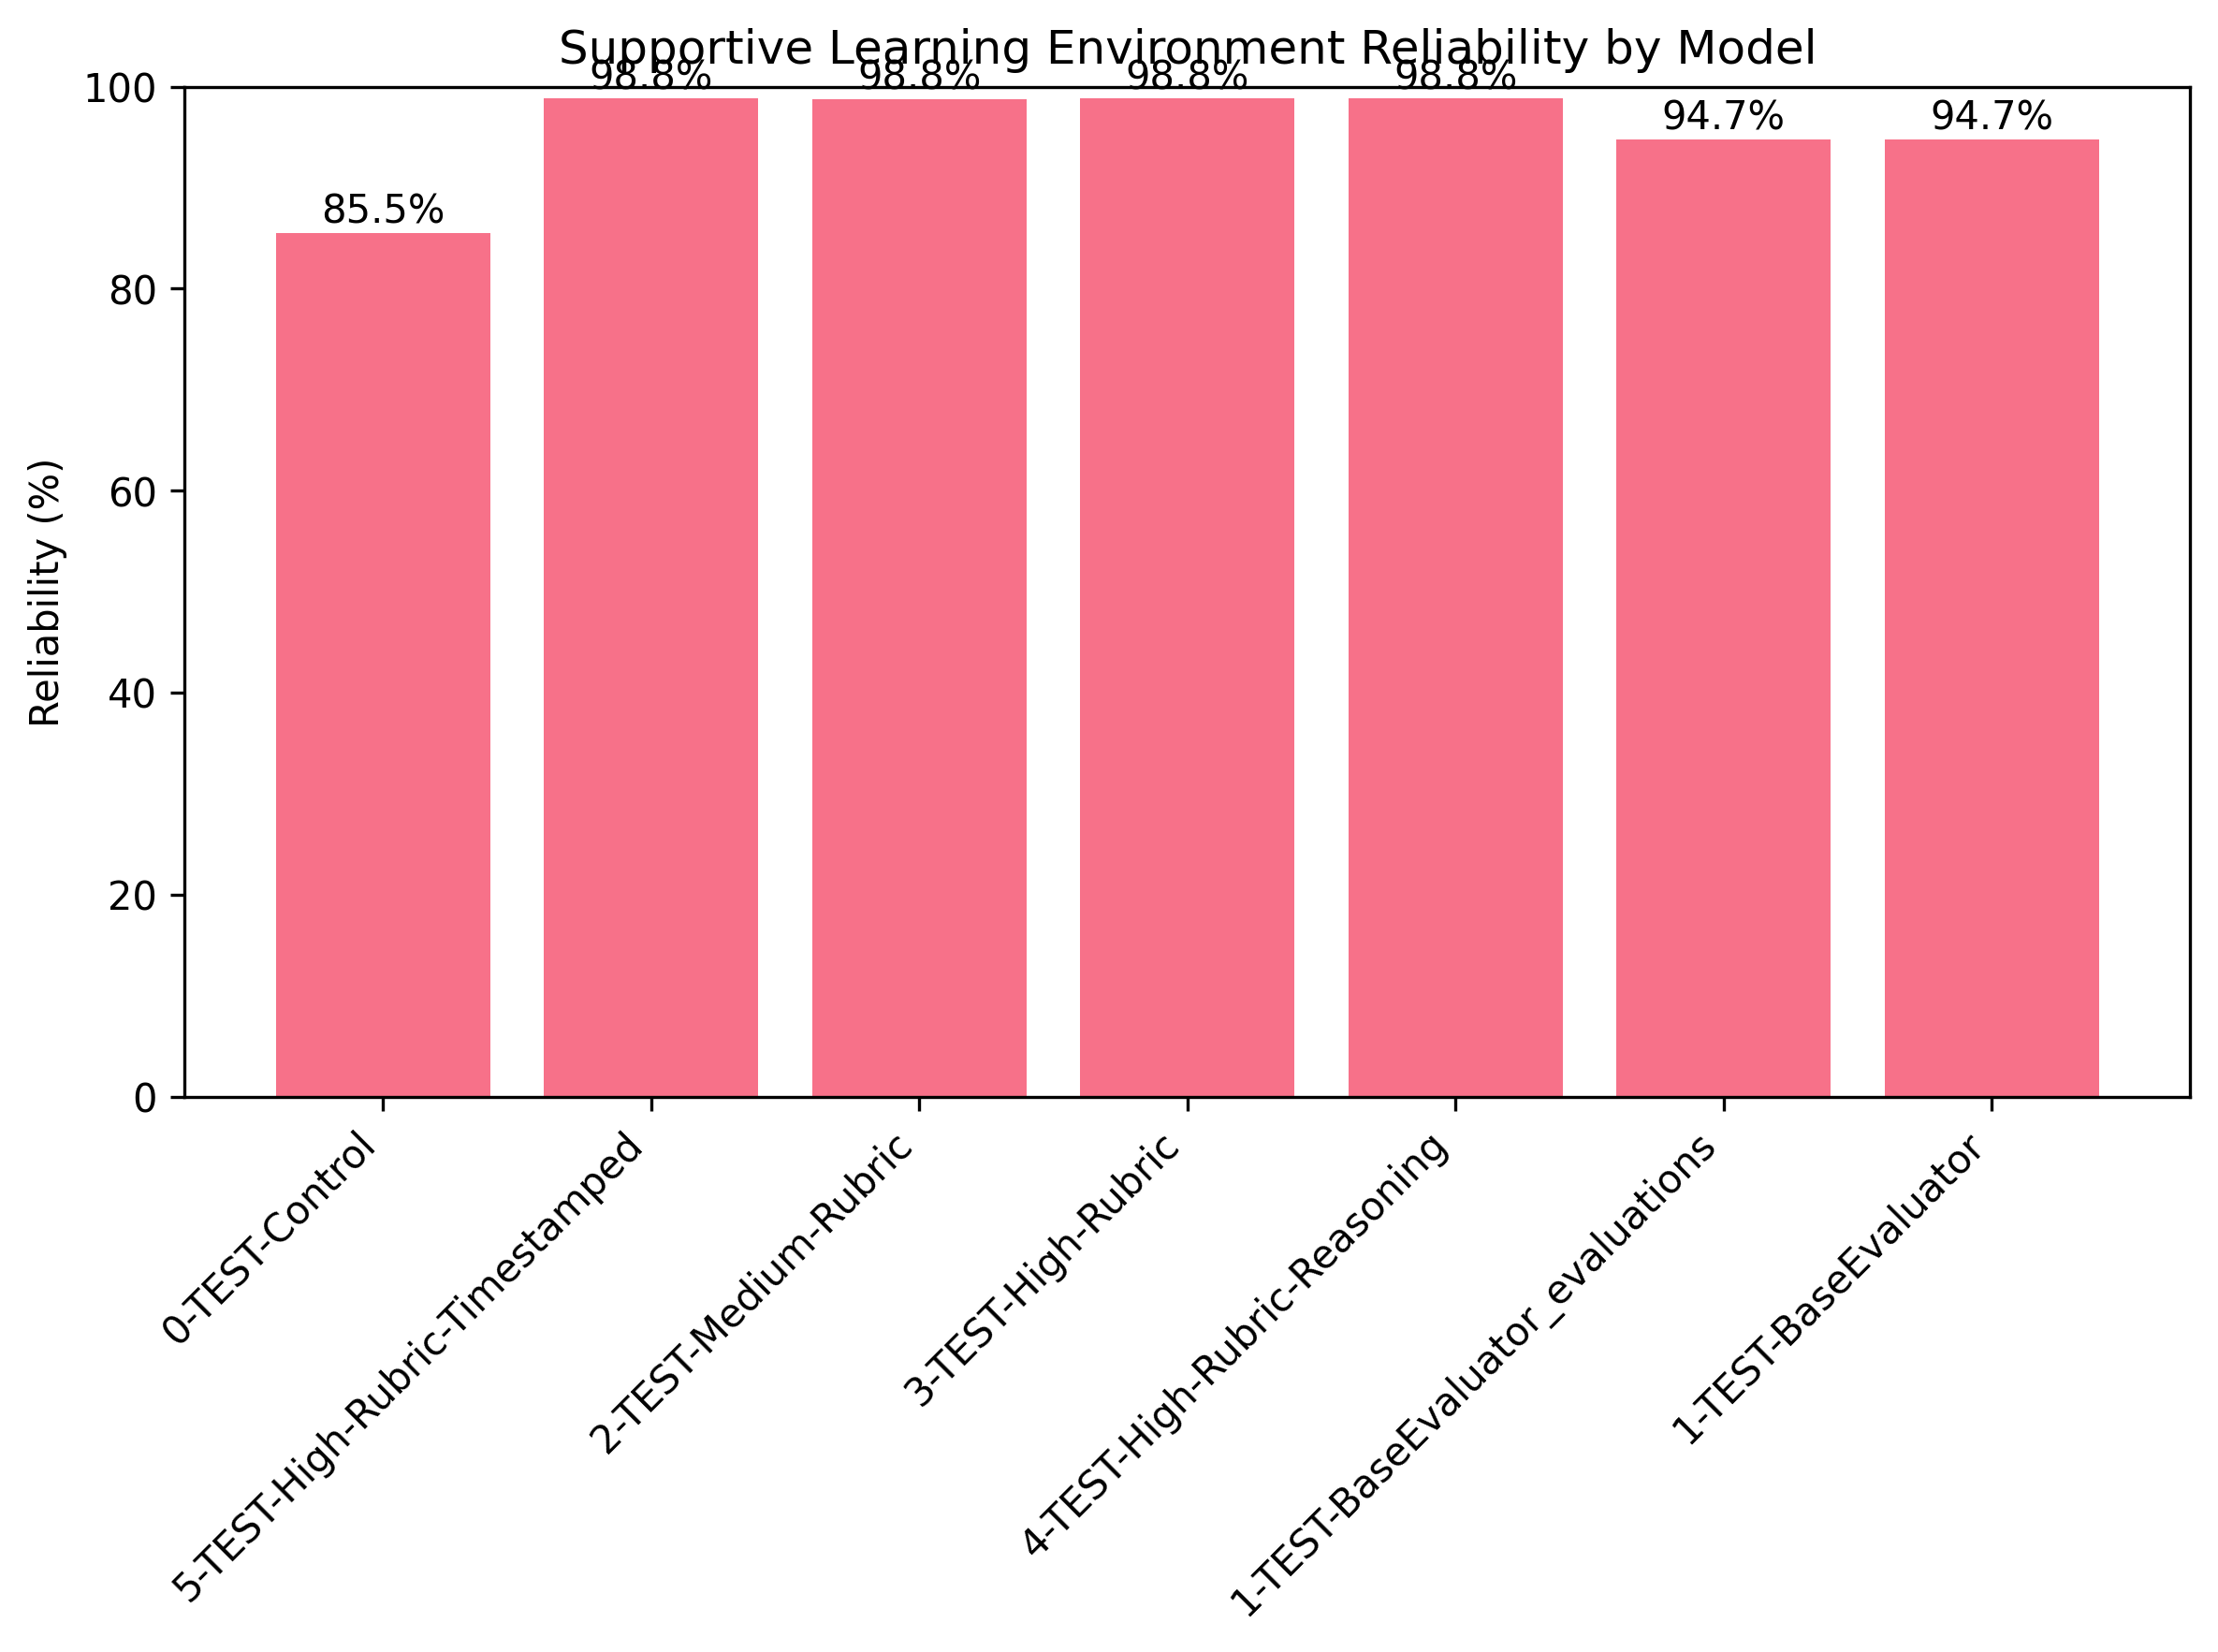 Supportive Learning Environment Reliability by Model
98.8%
98.8%
98.8%
98.8%
94.7%
94.7%
85.5%
Reliability (%)
100
80
60
40
20
0
0-TEST-Control
5-TEST-High-Rubric-Timestamped
2-TEST-Medium-Rubric
3-TEST-High-Rubric
4-TEST-High-Rubric-Reasoning
1-TEST-BaseEvaluator_evaluations
1-TEST-BaseEvaluator